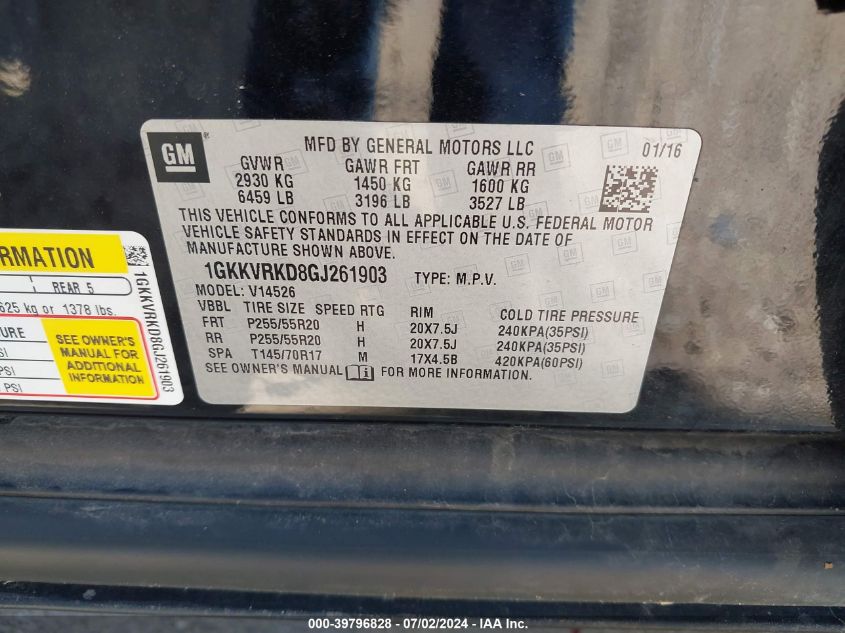 GM
MFD BY GENERAL MOTORS LLC 01/16
GVWR GAWR FRT GAWR RR
2930 KG 1450 KG 1600 KG
6459 LB 3196 LB 3527 LB
THIS VEHICLE CONFORMS TO ALL APPLICABLE U.S. FEDERAL MOTOR
VEHICLE SAFETY STANDARDS IN EFFECT ON THE DATE OF
MANUFACTURE SHOWN ABOVE.
1GKKVRKD8GJ261903 TYPE: M.P.V.
MODEL: V14526
VBBL TIRE SIZE SPEED RTG RIM COLD TIRE PRESSURE
FRT P255/55R20 H 20X7.5J 240KPA(35PSI)
RR P255/55R20 H 20X7.5J 240KPA(35PSI)
SPA T145/70R17 M 17X4.5B 420KPA(60PSI)
SEE OWNER'S MANUAL FOR MORE INFORMATION.
REAR 5
kg or 1378 lbs.
SEE OWNER'S
MANUAL FOR
ADDITIONAL
INFORMATION
PSI
1GKKVRKD8GJ261903
000-39796828 - 07/02/2024 - IAAI.com